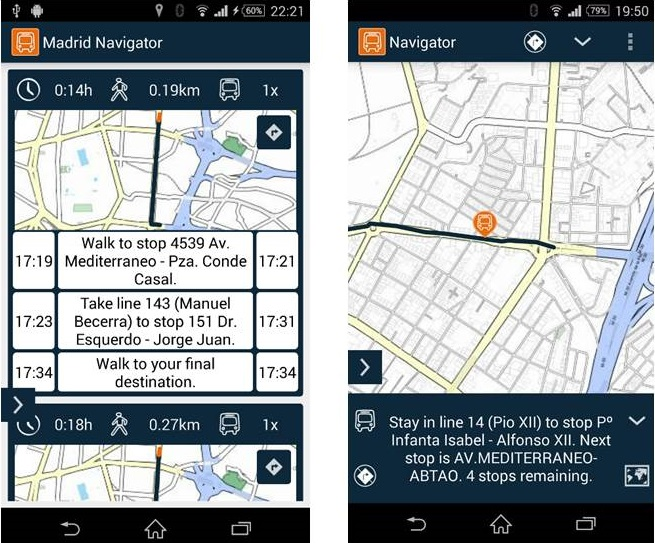 60% 22:21
Madrid Navigator
0:14h 0.19km 1x
17:19
Walk to stop 4539 Av.
Mediterraneo - Pza. Conde
Casal.
17:21
17:23
Take line 143 (Manuel
Becerra) to stop 151 Dr.
Esquerdo - Jorge Juan.
17:31
17:34
Walk to your final
destination.
17:34
0:18h 0.27km 1x
79% 19:50
Navigator
Stay in line 14 (Pio XII) to stop Pº
Infanta Isabel - Alfonso XII. Next
stop is AV.MEDITERRANEO-
ABTAO. 4 stops remaining.